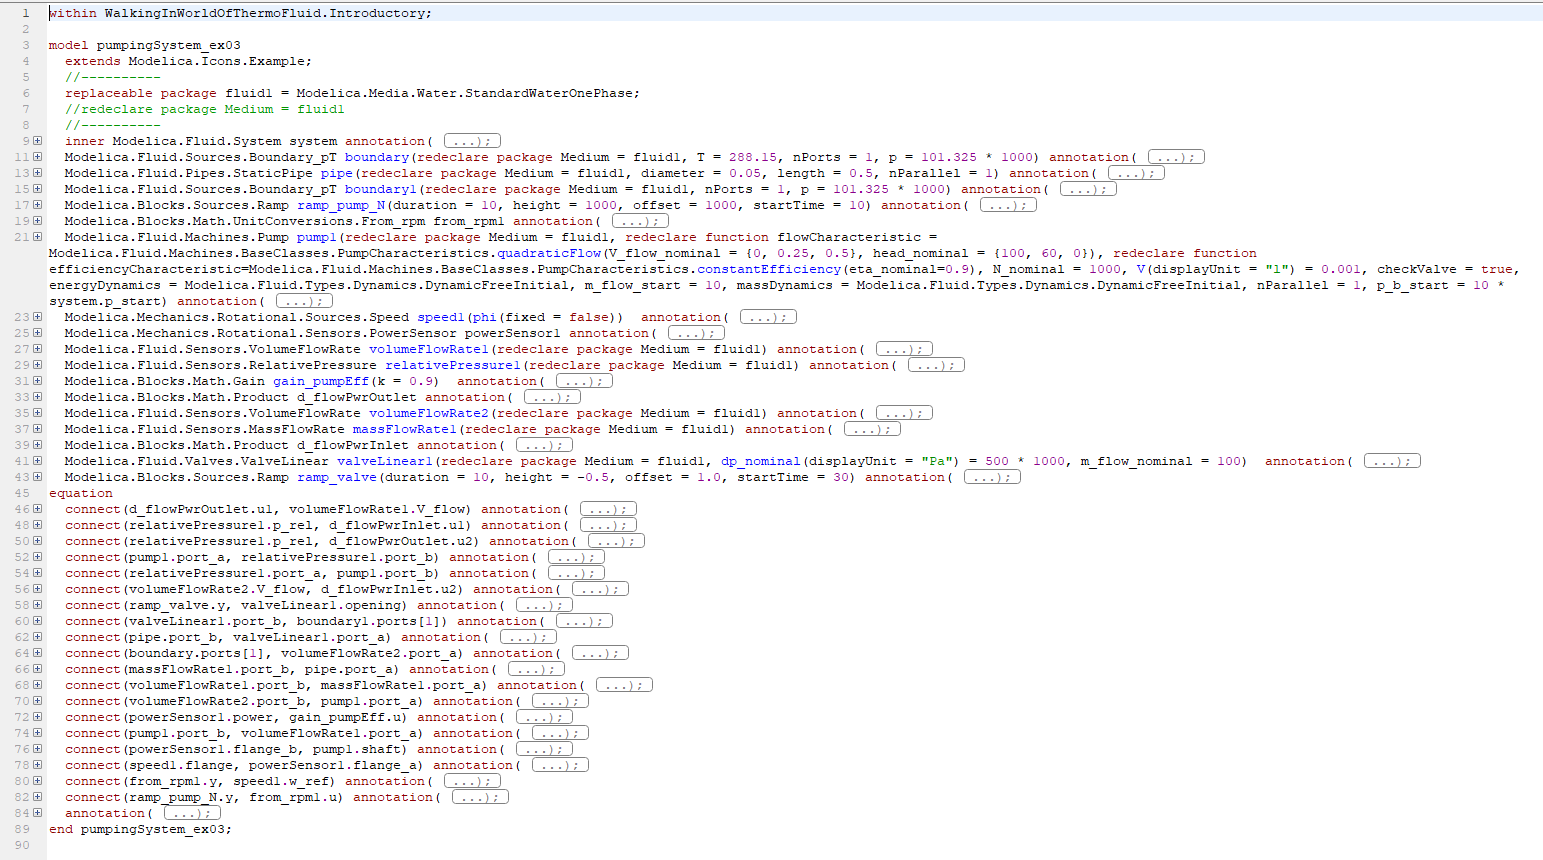 1 within WalkingInWorldOfThermoFluid.Introductory;
2
3 model pumpingSystem_ex03
4 extends Modelica.Icons.Example;
5 //----------
6 replaceable package fluid1 = Modelica.Media.Water.StandardWaterOnePhase;
7 //redeclare package Medium = fluid1
8 //----------
9 inner Modelica.Fluid.System system annotation( ...);
11 Modelica.Fluid.Sources.Boundary_pT boundary(redeclare package Medium = fluid1, T = 288.15, nPorts = 1, p = 101.325 * 1000) annotation( ...);
13 Modelica.Fluid.Pipes.StaticPipe pipe(redeclare package Medium = fluid1, diameter = 0.05, length = 0.5, nParallel = 1) annotation( ...);
15 Modelica.Fluid.Sources.Boundary_pT boundary1(redeclare package Medium = fluid1, nPorts = 1, p = 101.325 * 1000) annotation( ...);
17 Modelica.Blocks.Sources.Ramp ramp_pump_N(duration = 10, height = 1000, offset = 1000, startTime = 10) annotation( ...);
19 Modelica.Blocks.Math.UnitConversions.From_rpm from_rpm1 annotation( ...);
21 Modelica.Fluid.Machines.Pump pump1(redeclare package Medium = fluid1, redeclare function flowCharacteristic =
Modelica.Fluid.Machines.BaseClasses.PumpCharacteristics.quadraticFlow(V_flow_nominal = {0, 0.25, 0.5}, head_nominal = {100, 60, 0}), redeclare function
efficiencyCharacteristic=Modelica.Fluid.Machines.BaseClasses.PumpCharacteristics.constantEfficiency(eta_nominal=0.9), N_nominal = 1000, V(displayUnit = "l") = 0.001, checkValve = true,
energyDynamics = Modelica.Fluid.Types.Dynamics.DynamicFreeInitial, m_flow_start = 10, massDynamics = Modelica.Fluid.Types.Dynamics.DynamicFreeInitial, nParallel = 1, p_b_start = 10 *
system.p_start) annotation( ...);
23 Modelica.Mechanics.Rotational.Sources.Speed speed1(phi(fixed = false)) annotation( ...);
25 Modelica.Mechanics.Rotational.Sensors.PowerSensor powerSensor1 annotation( ...);
27 Modelica.Fluid.Sensors.VolumeFlowRate volumeFlowRate1(redeclare package Medium = fluid1) annotation( ...);
29 Modelica.Fluid.Sensors.RelativePressure relativePressure1(redeclare package Medium = fluid1) annotation( ...);
31 Modelica.Blocks.Math.Gain gain_pumpEff(k = 0.9) annotation( ...);
33 Modelica.Blocks.Math.Product d_flowPwrOutlet annotation( ...);
35 Modelica.Fluid.Sensors.VolumeFlowRate volumeFlowRate2(redeclare package Medium = fluid1) annotation( ...);
37 Modelica.Fluid.Sensors.MassFlowRate massFlowRate1(redeclare package Medium = fluid1) annotation( ...);
39 Modelica.Blocks.Math.Product d_flowPwrInlet annotation( ...);
41 Modelica.Fluid.Valves.ValveLinear valveLinear1(redeclare package Medium = fluid1, dp_nominal(displayUnit = "Pa") = 500 * 1000, m_flow_nominal = 100) annotation( ...);
43 Modelica.Blocks.Sources.Ramp ramp_valve(duration = 10, height = -0.5, offset = 1.0, startTime = 30) annotation( ...);
45 equation
46 connect(d_flowPwrOutlet.u1, volumeFlowRate1.V_flow) annotation( ...);
48 connect(relativePressure1.p_rel, d_flowPwrInlet.u1) annotation( ...);
50 connect(relativePressure1.p_rel, d_flowPwrOutlet.u2) annotation( ...);
52 connect(pump1.port_a, relativePressure1.port_b) annotation( ...);
54 connect(relativePressure1.port_a, pump1.port_b) annotation( ...);
56 connect(volumeFlowRate2.V_flow, d_flowPwrInlet.u2) annotation( ...);
58 connect(ramp_valve.y, valveLinear1.opening) annotation( ...);
60 connect(valveLinear1.port_b, boundary1.ports[1]) annotation( ...);
62 connect(pipe.port_b, valveLinear1.port_a) annotation( ...);
64 connect(boundary.ports[1], volumeFlowRate2.port_a) annotation( ...);
66 connect(massFlowRate1.port_b, pipe.port_a) annotation( ...);
68 connect(volumeFlowRate1.port_b, massFlowRate1.port_a) annotation( ...);
70 connect(volumeFlowRate2.port_b, pump1.port_a) annotation( ...);
72 connect(powerSensor1.power, gain_pumpEff.u) annotation( ...);
74 connect(pump1.port_b, volumeFlowRate1.port_a) annotation( ...);
76 connect(powerSensor1.flange_b, pump1.shaft) annotation( ...);
78 connect(speed1.flange, powerSensor1.flange_a) annotation( ...);
80 connect(from_rpm1.y, speed1.w_ref) annotation( ...);
82 connect(ramp_pump_N.y, from_rpm1.u) annotation( ...);
84 annotation( ...);
89 end pumpingSystem_ex03;
90